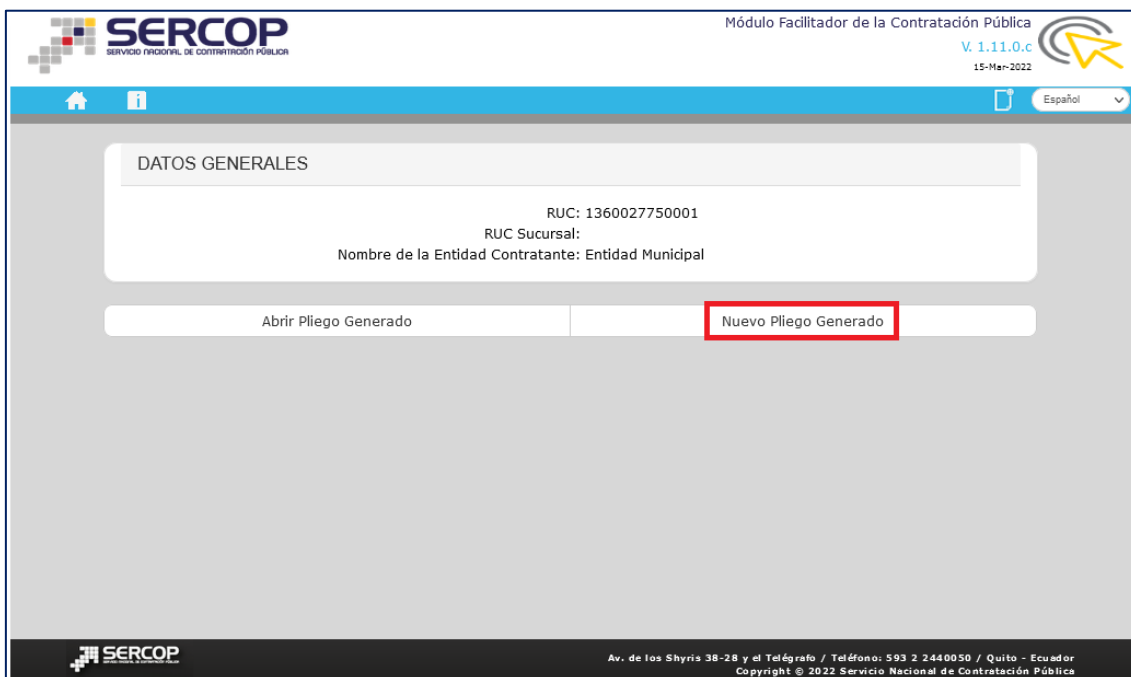 SERCOP
SERVICIO NACIONAL DE CONTRATACIÓN PÚBLICA
Módulo Facilitador de la Contratación Pública
V. 1.11.0.c
15-Mar-2022
i
Español
DATOS GENERALES
RUC: 1360027750001
RUC Sucursal:
Nombre de la Entidad Contratante: Entidad Municipal
Abrir Pliego Generado
Nuevo Pliego Generado
SERCOP
Av. de los Shyris 38-28 y el Telégrafo / Teléfono: 593 2 2440050 / Quito - Ecuador
Copyright © 2022 Servicio Nacional de Contratación Pública